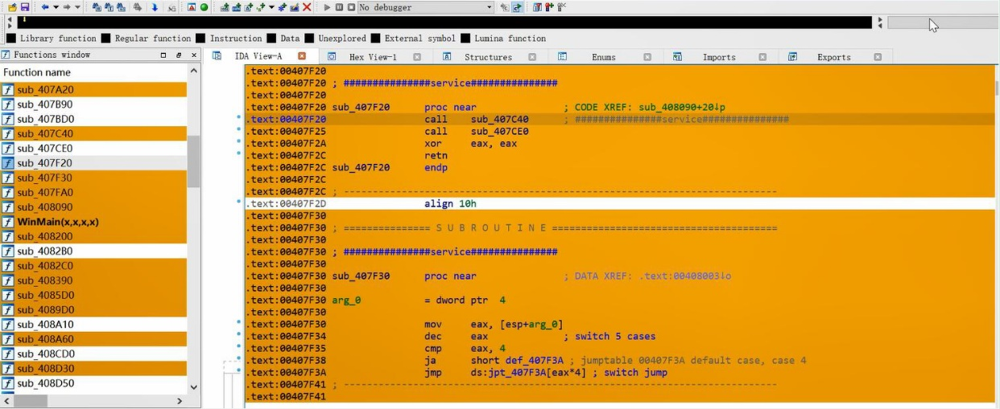 No debugger
Library function Regular function Instruction Data Unexplored External symbol Lumina function
Functions window
IDA View-A Hex View-1 Structures Enums Imports Exports
Function name
sub_407A20
sub_407B90
sub_407BD0
sub_407C40
sub_407CE0
sub_407F20
sub_407F30
sub_407FA0
sub_408090
WinMain(x,x,x,x)
sub_408200
sub_4082B0
sub_4082C0
sub_408390
sub_4085D0
sub_4089D0
sub_408A10
sub_408A60
sub_408CD0
sub_408D30
sub_408D50
.text:00407F20
.text:00407F20 ; ###############service###############
.text:00407F20
.text:00407F20 sub_407F20 proc near ; CODE XREF: sub_408090+20↓p
.text:00407F20 call sub_407C40 ; ###############service###############
.text:00407F25 call sub_407CE0
.text:00407F2A xor eax, eax
.text:00407F2C retn
.text:00407F2C sub_407F20 endp
.text:00407F2C
.text:00407F2C ; ---------------------------------------------------------------------------
.text:00407F2D align 10h
.text:00407F30
.text:00407F30 ; =============== S U B R O U T I N E =======================================
.text:00407F30
.text:00407F30 ; ###############service###############
.text:00407F30
.text:00407F30 sub_407F30 proc near ; DATA XREF: .text:00408003↓o
.text:00407F30
.text:00407F30 arg_0 = dword ptr 4
.text:00407F30
.text:00407F30 mov eax, [esp+arg_0]
.text:00407F34 dec eax ; switch 5 cases
.text:00407F35 cmp eax, 4
.text:00407F38 ja short def_407F3A ; jumptable 00407F3A default case, case 4
.text:00407F3A jmp ds:jpt_407F3A[eax*4] ; switch jump
.text:00407F41 ; ---------------------------------------------------------------------------
.text:00407F41